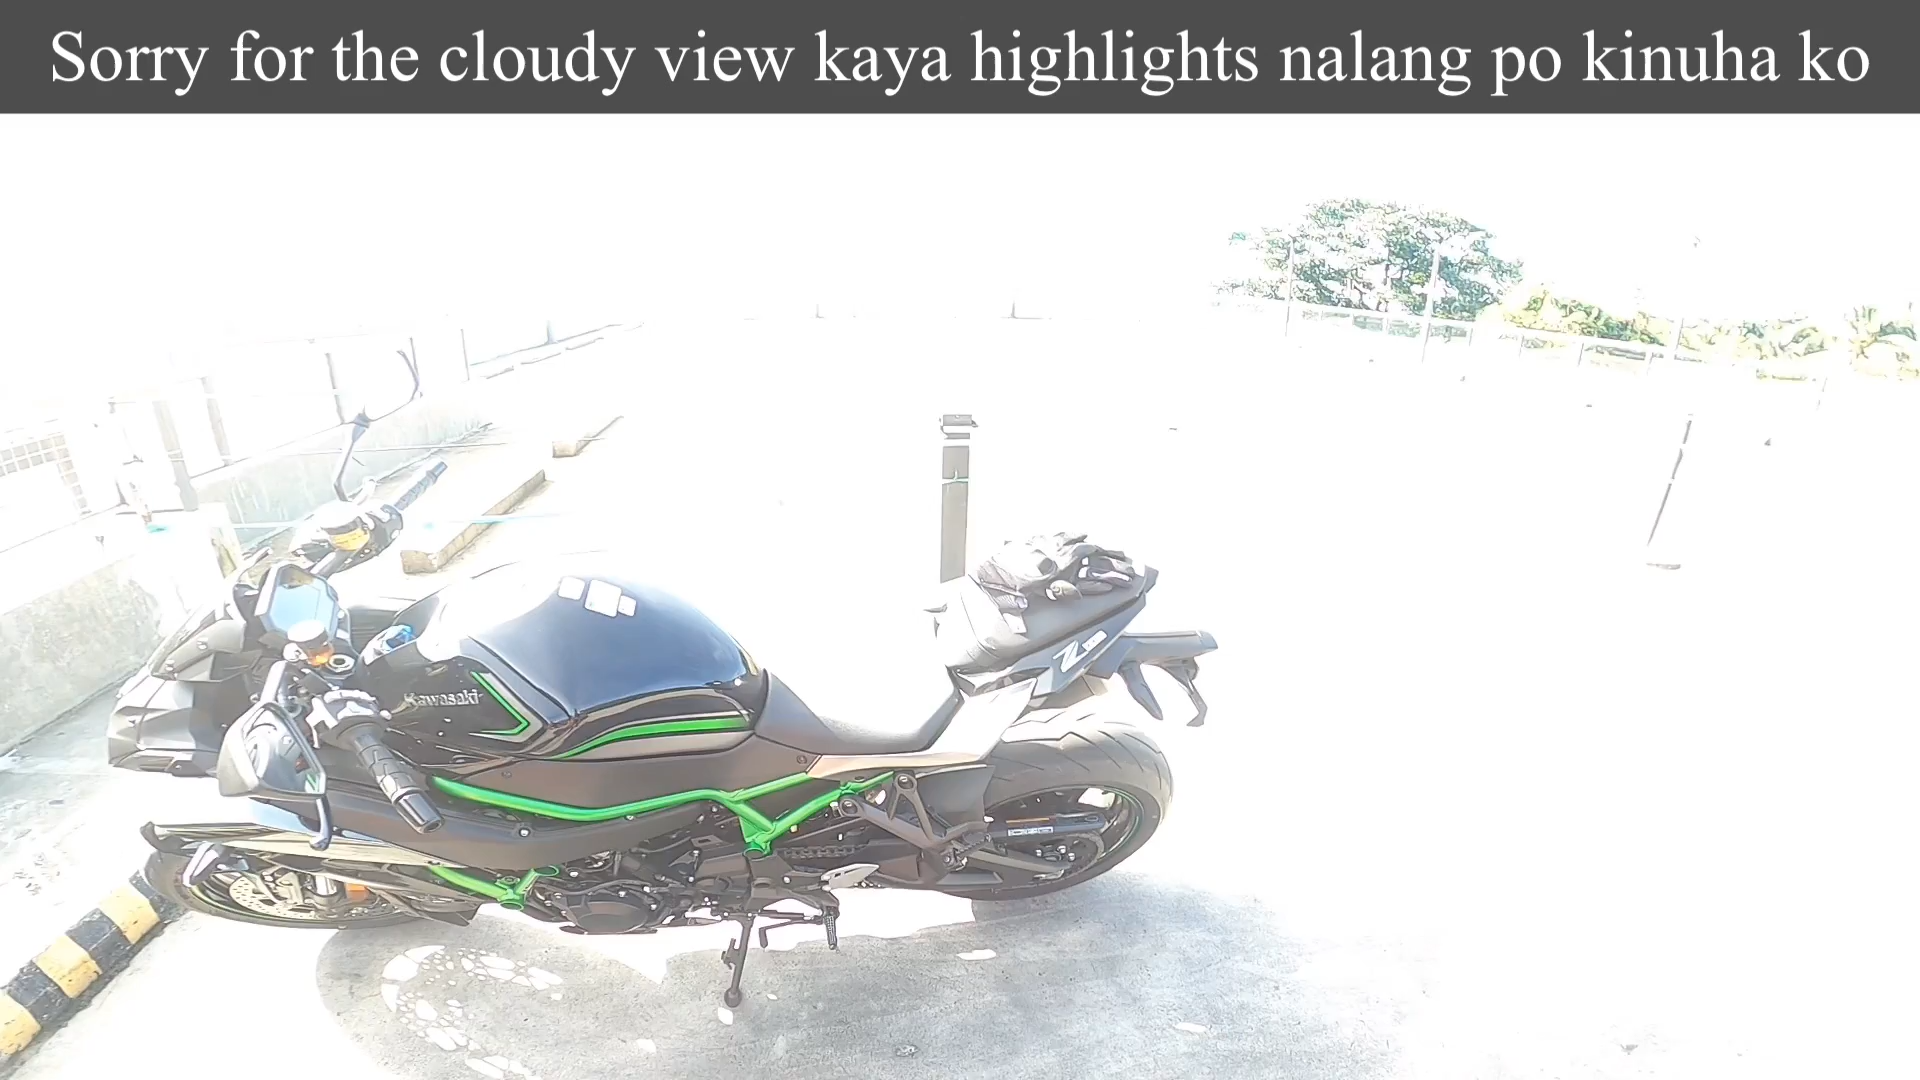 Sorry for the cloudy view kaya highlights nalang po kinuha ko
Kawasaki
Z